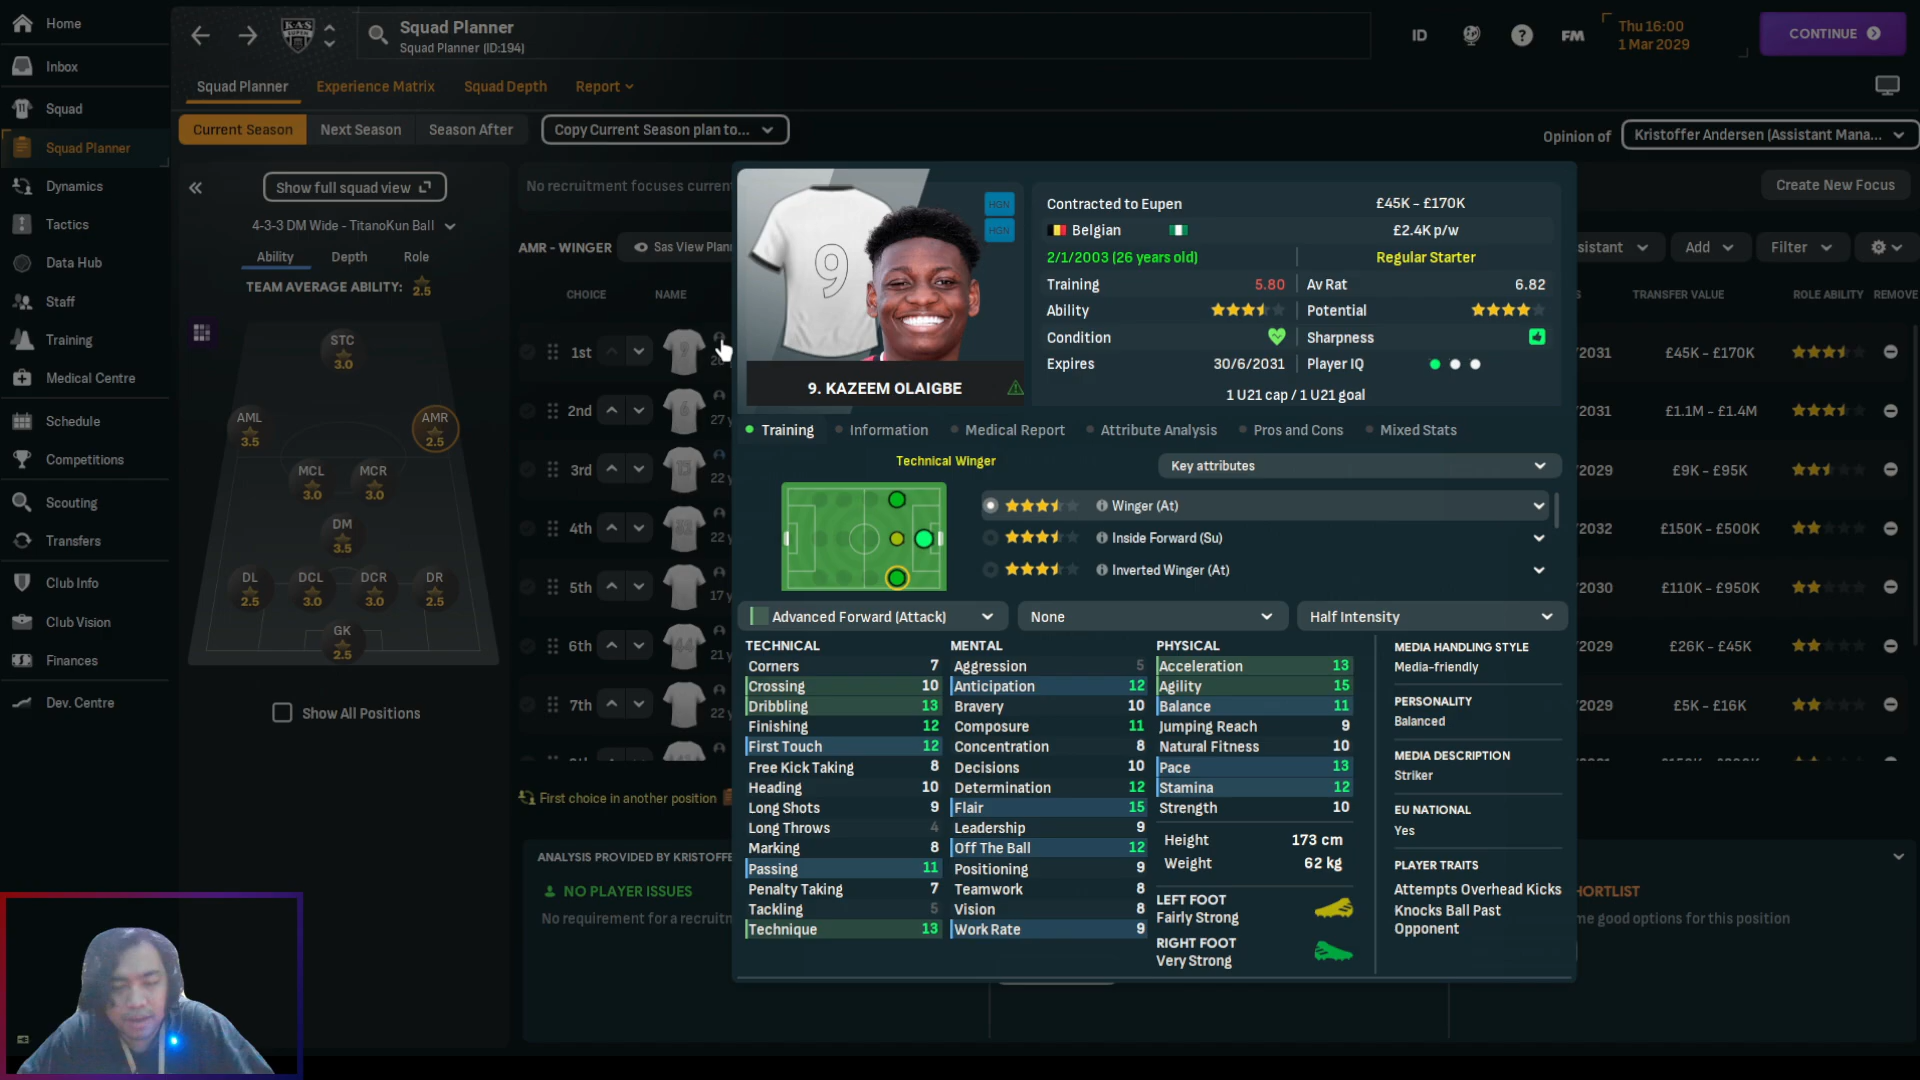 Home
Inbox
Squad
Squad Planner
Dynamics
Tactics
Data Hub
Staff
Training
Medical Centre
Schedule
Competitions
Scouting
Transfers
Club Info
Club Vision
Finances
Dev. Centre
KAS
EUPEN
Squad Planner
Squad Planner (ID:194)
ID
FM
Thu 16:00
1 Mar 2029
CONTINUE
Squad Planner Experience Matrix Squad Depth Report
Current Season Next Season Season After Copy Current Season plan to...
Opinion of Kristoffer Andersen (Assistant Mana...
Show full squad view
4-3-3 DM Wide - TitanoKun Ball
Ability Depth Role
TEAM AVERAGE ABILITY: 2.5
STC
3.0
AML
3.5
AMR
2.5
MCL
3.0
MCR
3.0
DM
3.5
DL
2.5
DCL
3.0
DCR
3.0
DR
2.5
GK
2.5
Show All Positions
No recruitment focuses curren
Create New Focus
AMR - WINGER Sas View Plann
sistant Add Filter
CHOICE NAME
TRANSFER VALUE ROLE ABILITY REMOVE
1st 9
/2031 £45K - £170K
2nd 27 y
/2031 £1.1M - £1.4M
3rd 22 y
/2029 £9K - £95K
4th 22 y
/2032 £150K - £500K
5th 17 y
/2030 £110K - £950K
6th 21 y
/2029 £26K - £45K
7th 22 y
/2029 £5K - £16K
First choice in another position
ANALYSIS PROVIDED BY KRISTOFFE
NO PLAYER ISSUES
No requirement for a recruitm
HORTLIST
me good options for this position
9
HGN
HGN
9. KAZEEM OLAIGBE
Contracted to Eupen £45K - £170K
Belgian £2.4K p/w
2/1/2003 (26 years old) Regular Starter
Training 5.80 Av Rat 6.82
Ability Potential
Condition Sharpness
Expires 30/6/2031 Player IQ
1 U21 cap / 1 U21 goal
Training Information Medical Report Attribute Analysis Pros and Cons Mixed Stats
Technical Winger
Key attributes
Winger (At)
Inside Forward (Su)
Inverted Winger (At)
Advanced Forward (Attack) None Half Intensity
TECHNICAL
Corners 7
Crossing 10
Dribbling 13
Finishing 12
First Touch 12
Free Kick Taking 8
Heading 10
Long Shots 9
Long Throws 4
Marking 8
Passing 11
Penalty Taking 7
Tackling 5
Technique 13
MENTAL
Aggression 5
Anticipation 12
Bravery 10
Composure 11
Concentration 8
Decisions 10
Determination 12
Flair 15
Leadership 9
Off The Ball 12
Positioning 9
Teamwork 8
Vision 8
Work Rate 9
PHYSICAL
Acceleration 13
Agility 15
Balance 11
Jumping Reach 9
Natural Fitness 10
Pace 13
Stamina 12
Strength 10
Height 173 cm
Weight 62 kg
LEFT FOOT
Fairly Strong
RIGHT FOOT
Very Strong
MEDIA HANDLING STYLE
Media-friendly
PERSONALITY
Balanced
MEDIA DESCRIPTION
Striker
EU NATIONAL
Yes
PLAYER TRAITS
Attempts Overhead Kicks
Knocks Ball Past
Opponent